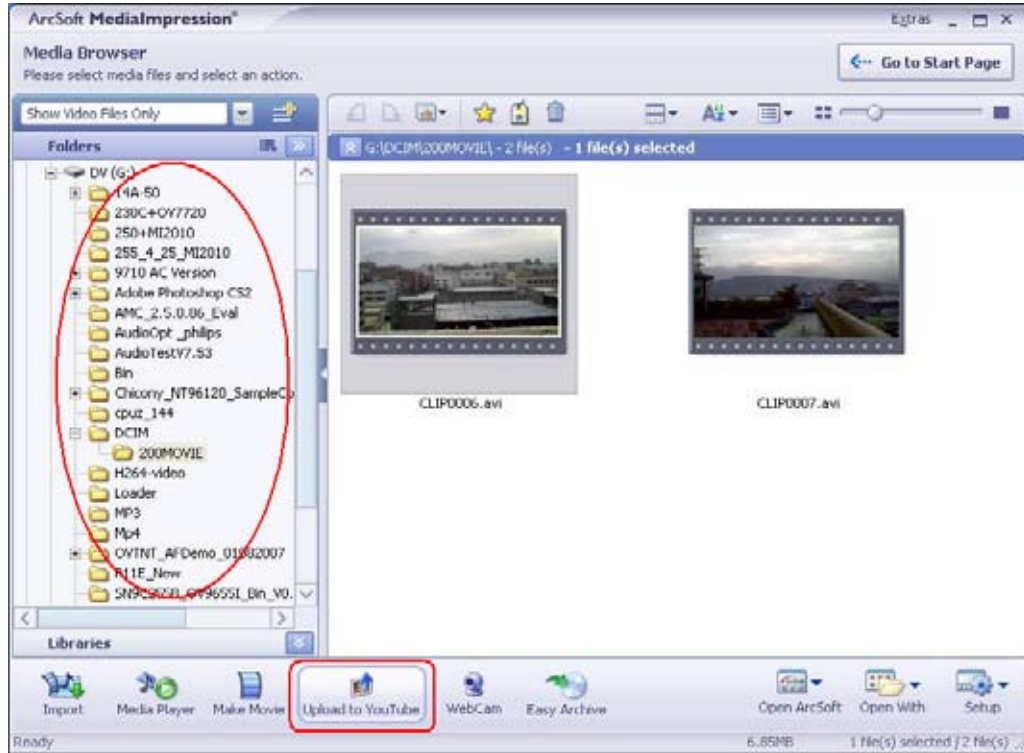 ArcSoft MediaImpression®
Extras
Media Browser
Please select media files and select an action.
Go to Start Page
Show Video Files Only
Folders
G:\DCIM\200MOVIE\ - 2 file(s) - 1 file(s) selected
DV (G:)
14A-50
230C+OV7720
250+MI2010
255_4_25_MI2010
9710 AC Version
Adobe Photoshop CS2
AMC_2.5.0.86_Eval
AudioOpt _philips
AudioTestV7.53
Bin
Chicony_NT96120_SampleCo
cpuz_144
DCIM
200MOVIE
H264-video
Loader
MP3
Mp4
OVTNT_AFDemo_01082007
R11E_New
CLIP0006.avi
CLIP0007.avi
Libraries
Import
Media Player
Make Movie
Upload to YouTube
WebCam
Easy Archive
Open ArcSoft
Open With
Setup
Ready
6.85MB
1 file(s) selected / 2 file(s)